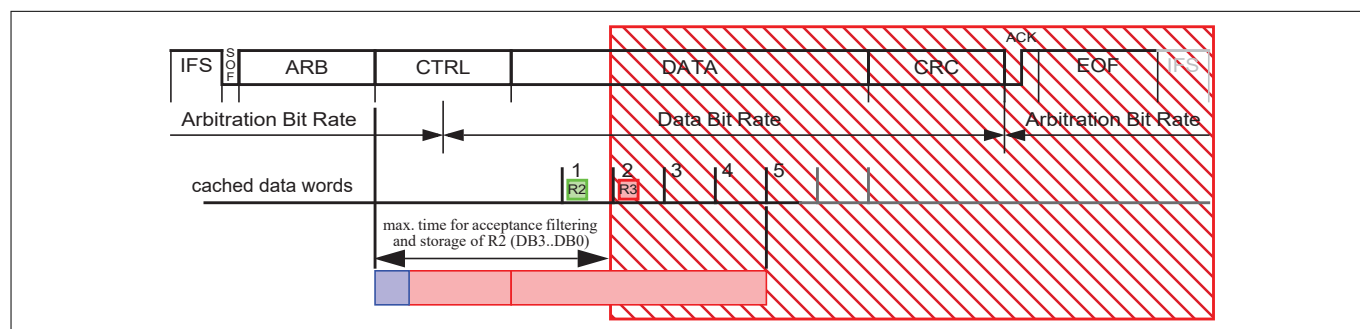 ACK
IFS SOF ARB CTRL DATA CRC EOF IFS
Arbitration Bit Rate Data Bit Rate Arbitration Bit Rate
1 2 3 4 5
cached data words R2 R3
max. time for acceptance filtering
and storage of R2 (DB3..DB0)